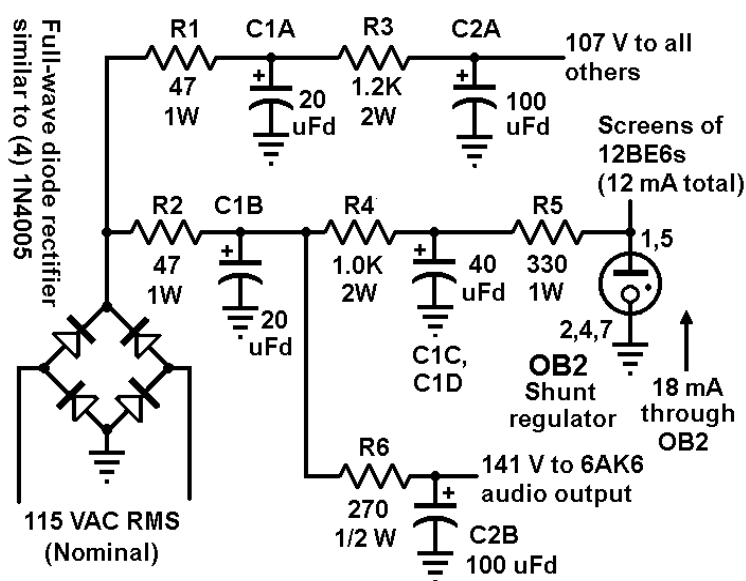 Full-wave diode rectifier
similar to (4) 1N4005
R1
47
1W
C1A
20
uFd
R3
1.2K
2W
C2A
100
uFd
107 V to all
others
Screens of
12BE6s
(12 mA total)
R2
47
1W
C1B
20
uFd
R4
1.0K
2W
40
uFd
C1C,
C1D
R5
330
1W
1,5
2,4,7
OB2
Shunt
regulator
18 mA
through
OB2
R6
270
1/2 W
141 V to 6AK6
audio output
C2B
100 uFd
115 VAC RMS
(Nominal)